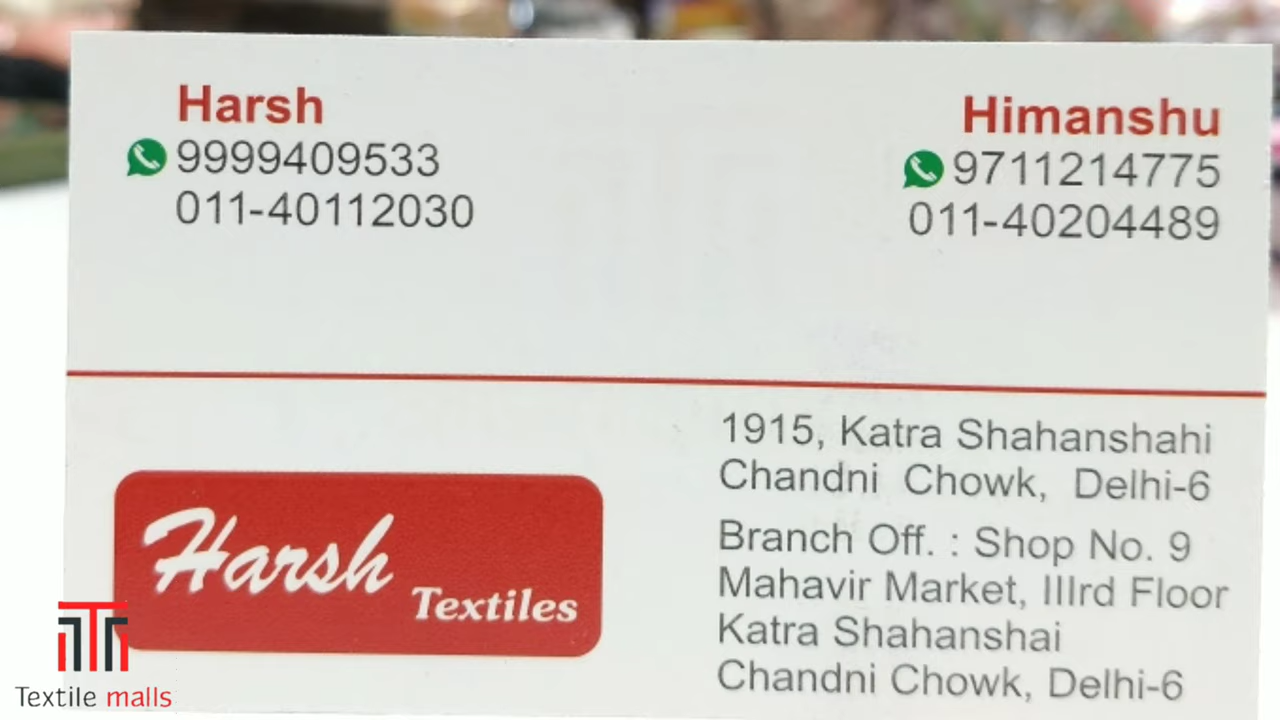 Harsh
9999409533
011-40112030
Himanshu
9711214775
011-40204489
Harsh
Textiles
1915, Katra Shahanshahi
Chandni Chowk, Delhi-6
Branch Off. : Shop No. 9
Mahavir Market, IIIrd Floor
Katra Shahanshai
Chandni Chowk, Delhi-6
Textile malls